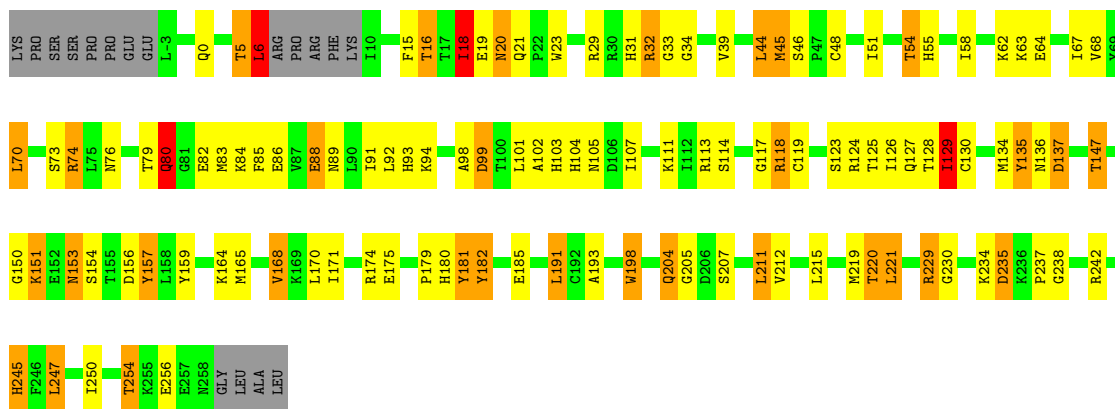 LYS PRO SER SER PRO PRO GLU GLU L-3 Q0 T5 L6 ARG PRO ARG PHE LYS I10 F15 T16 T17 I18 E19 N20 Q21 P22 W23 R29 R30 H31 R32 G33 G34 V39 L44 M45 S46 P47 C48 I51 T54 H55 I58 K62 K63 E64 I67 V68 Y69
L70 S73 R74 L75 N76 T79 Q80 G81 E82 M83 K84 F85 E86 V87 E88 N89 L90 I91 L92 H93 K94 A98 D99 T100 L101 A102 H103 H104 N105 D106 I107 K111 I112 R113 S114 G117 R118 C119 S123 R124 T125 I126 Q127 T128 I129 C130 M134 Y135 N136 D137 T147
G150 K151 E152 N153 S154 T155 D156 Y157 L158 Y159 K164 M165 V168 K169 L170 I171 R174 E175 P179 H180 Y181 Y182 E185 L191 C192 A193 W198 Q204 G205 D206 S207 L211 V212 L215 M219 T220 L221 R229 G230 K234 D235 K236 P237 G238 R242
H245 F246 L247 I250 T254 K255 E256 E257 N258 GLY LEU ALA LEU